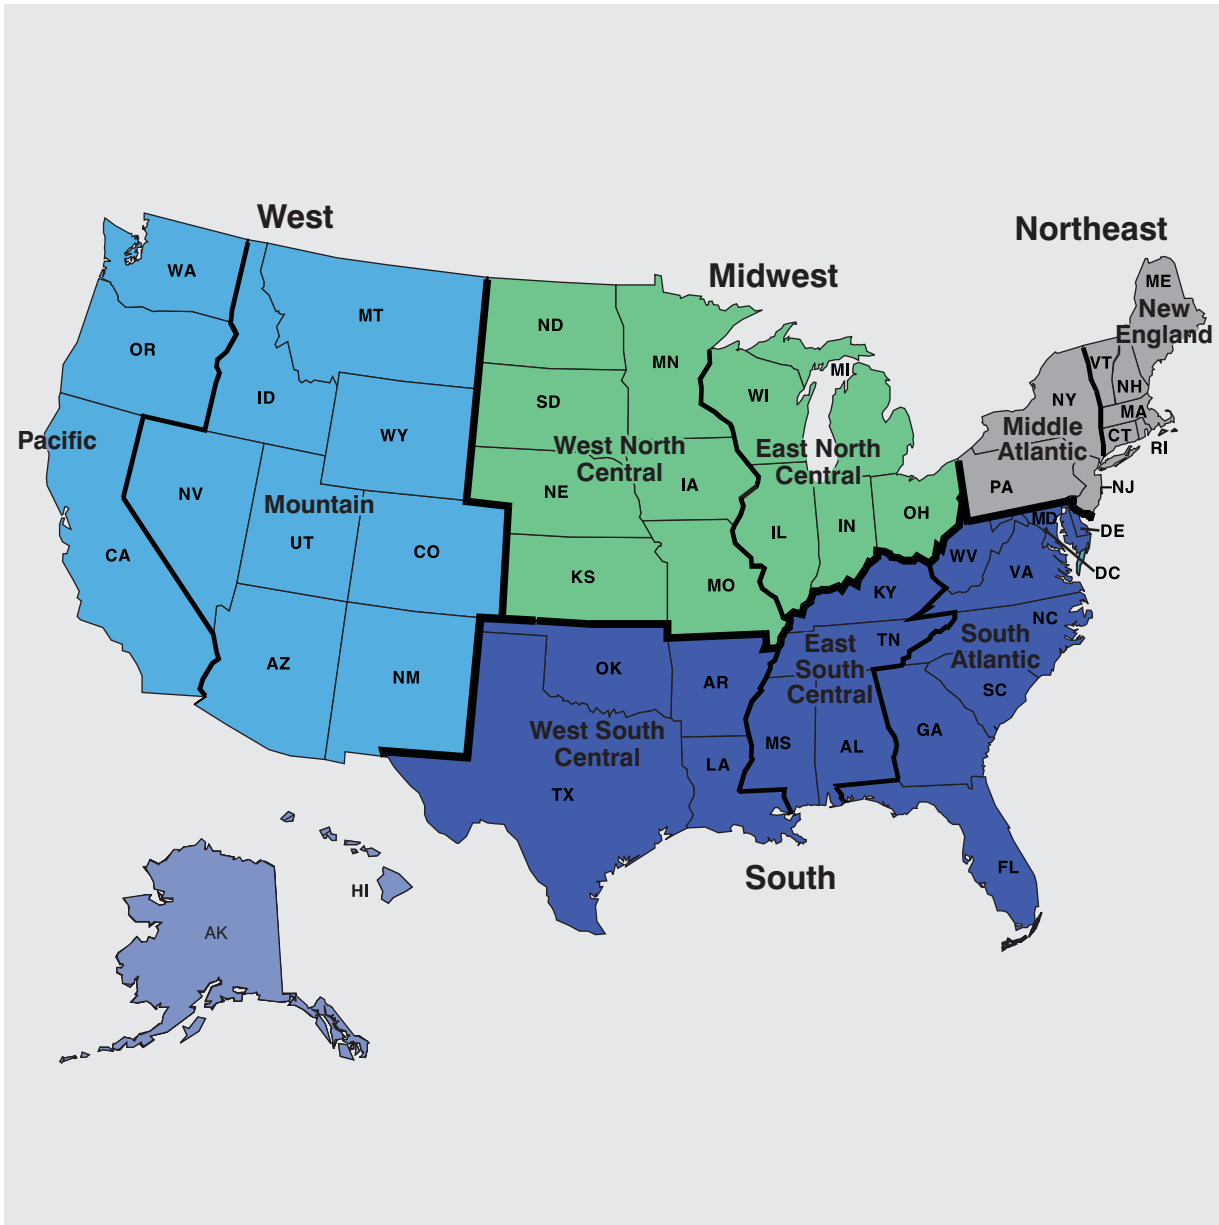 West
Northeast
Midwest
WA
ME
New
England
MT
ND
OR
VT
MN
MI
NH
ID
WI
NY
SD
MA
WY
Pacific
Middle
Atlantic
CT
RI
West North
Central
East North
Central
NV
NE
IA
PA
NJ
Mountain
OH
MD
IN
IL
DE
UT
CO
CA
WV
VA
DC
KS
MO
KY
NC
TN
South
Atlantic
East
South
Central
AZ
NM
OK
AR
SC
West South
Central
GA
MS
AL
LA
TX
FL
South
HI
AK